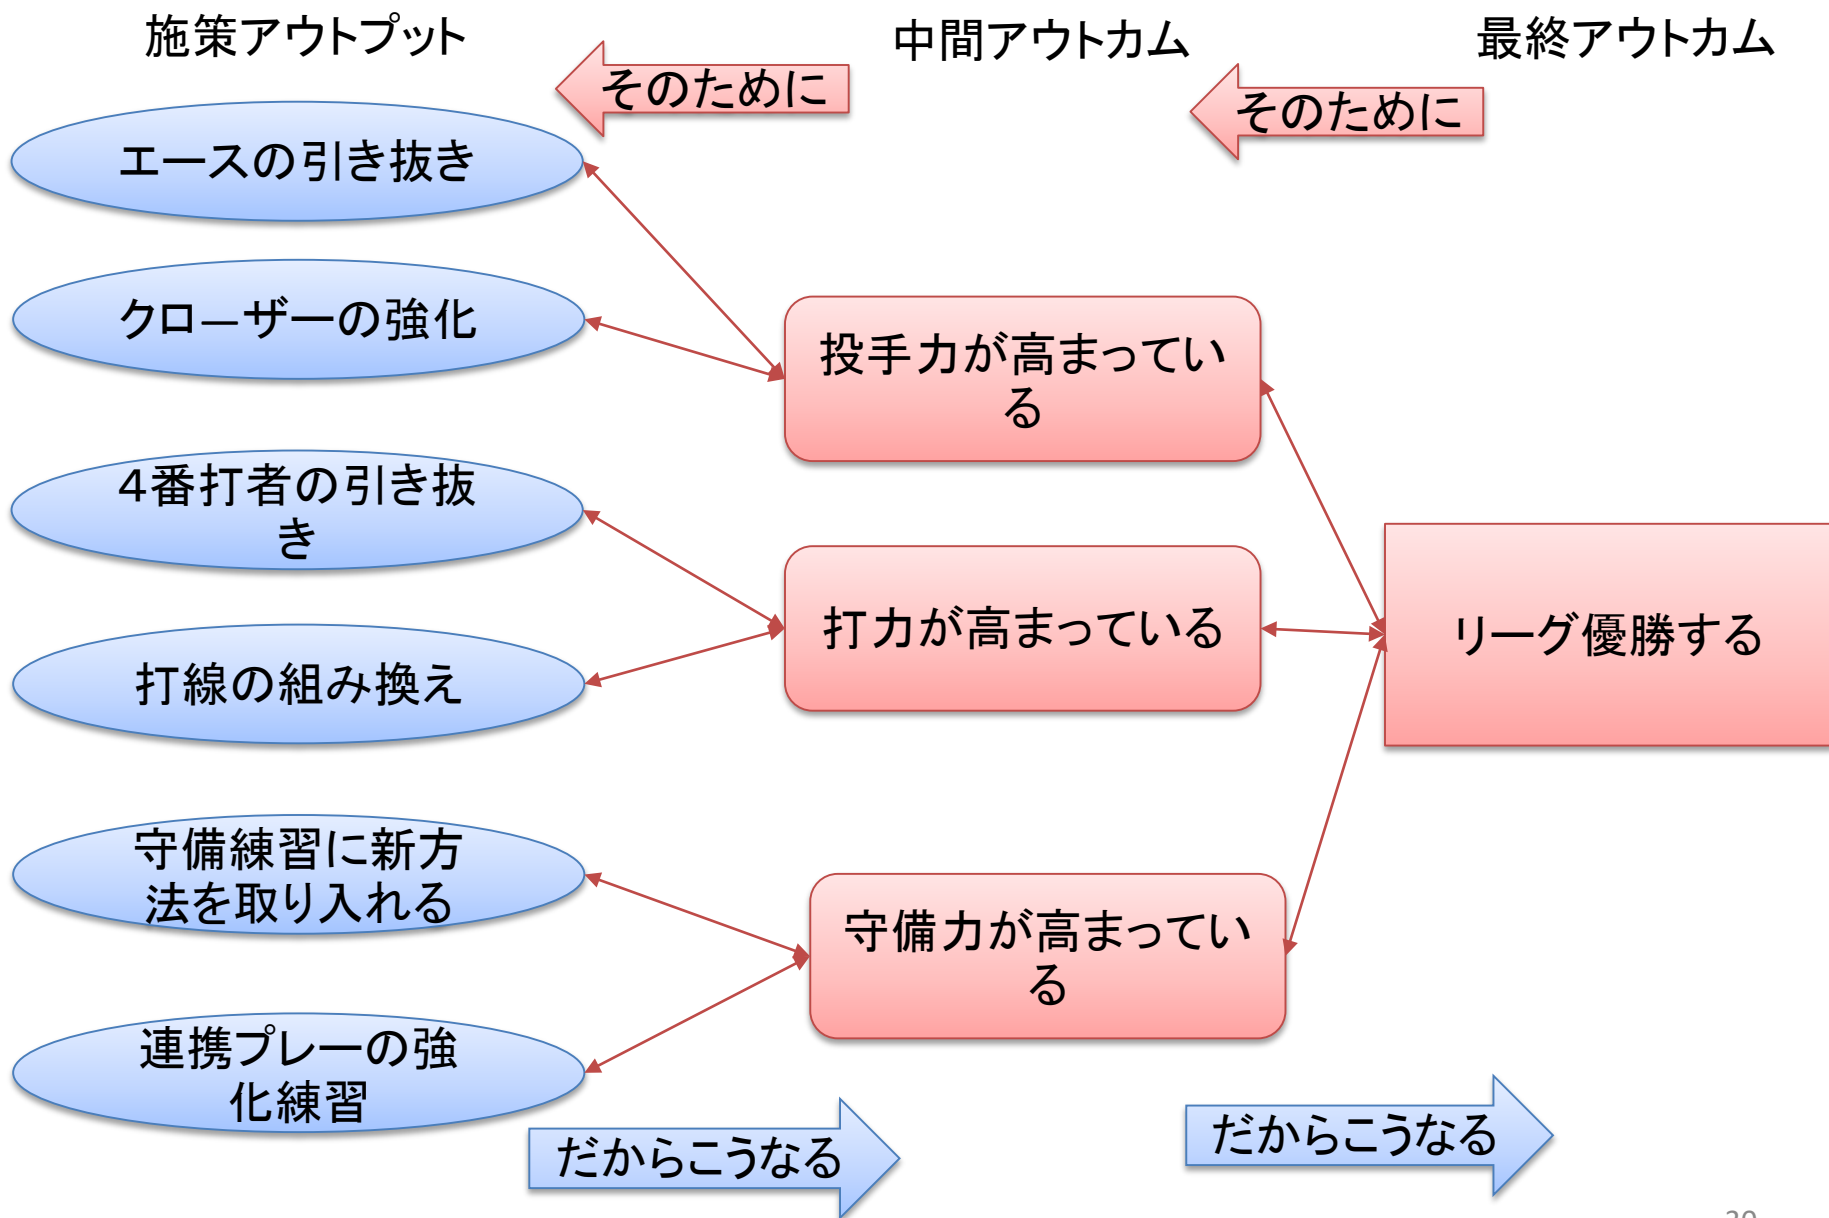 施策アウトプット
中間アウトカム
最終アウトカム
そのために
そのために
エースの引き抜き
クローザーの強化
投手力が高まってい
る
４番打者の引き抜
き
打線の組み換え
打力が高まっている
リーグ優勝する
守備練習に新方
法を取り入れる
守備力が高まってい
る
連携プレーの強
化練習
だからこうなる
だからこうなる